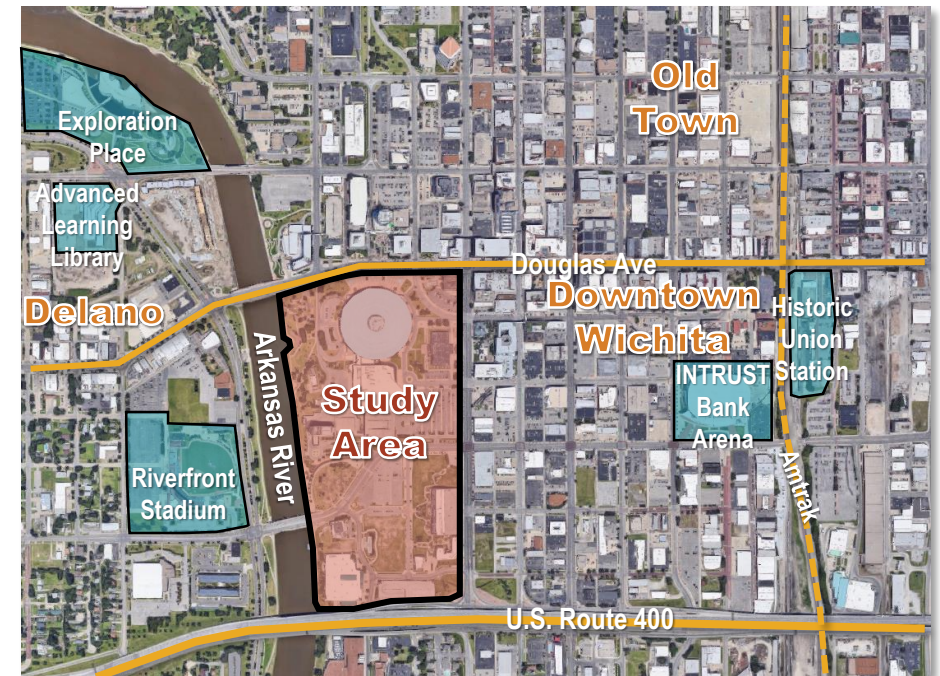 Old
Town
Exploration
Place
Advanced
Learning
Library
Douglas Ave
Delano
Downtown
Wichita
Historic
Union
Station
Arkansas River
INTRUST
Bank
Arena
Study
Area
Riverfront
Stadium
Amtrak
U.S. Route 400